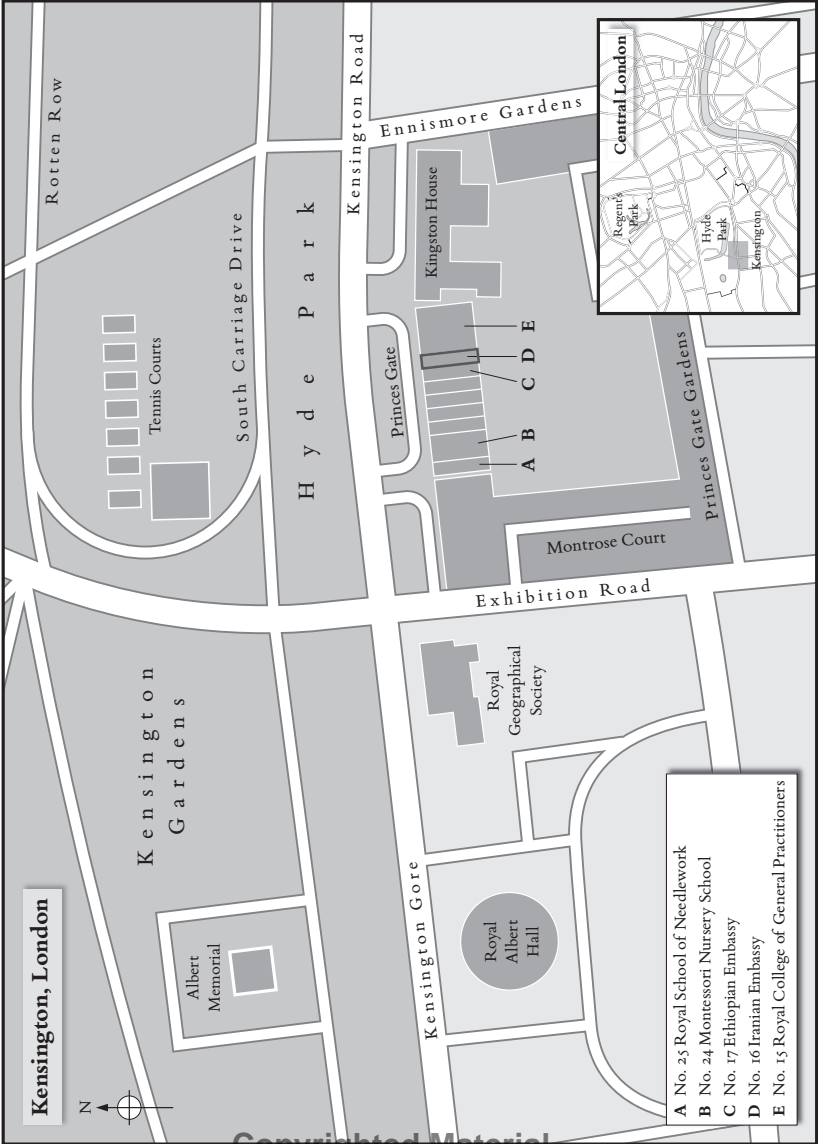 Kensington, London
N
Kensington
Gardens
Albert
Memorial
Rotten Row
Tennis Courts
South Carriage Drive
Hyde Park
Kensington Road
Kensington Gore
Ennismore Gardens
Princes Gate
Kingston House
A
B
C
D
E
Royal
Albert
Hall
Royal
Geographical
Society
Exhibition Road
Montrose Court
Princes Gate Gardens
A No. 25 Royal School of Needlework
B No. 24 Montessori Nursery School
C No. 17 Ethiopian Embassy
D No. 16 Iranian Embassy
E No. 15 Royal College of General Practitioners
Central London
Regent's
Park
Hyde
Park
Kensington
Copyrighted Material